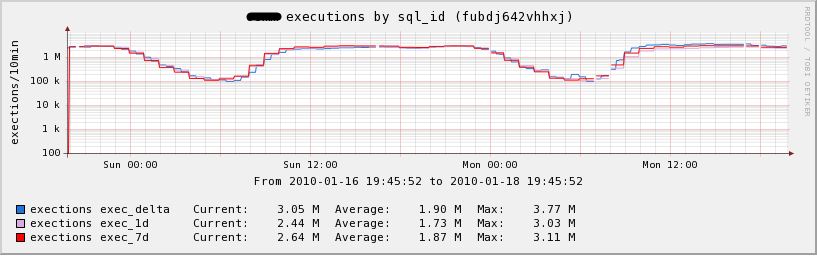 executions by sql_id (fubdj642vhhxj)
RRDTOOL / TOBI OETIKER
exections/10min
1 M
100 k
10 k
1 k
100
Sun 00:00 Sun 12:00 Mon 00:00 Mon 12:00
From 2010-01-16 19:45:52 to 2010-01-18 19:45:52
exections exec_delta Current: 3.05 M Average: 1.90 M Max: 3.77 M
exections exec_1d Current: 2.44 M Average: 1.73 M Max: 3.03 M
exections exec_7d Current: 2.64 M Average: 1.87 M Max: 3.11 M